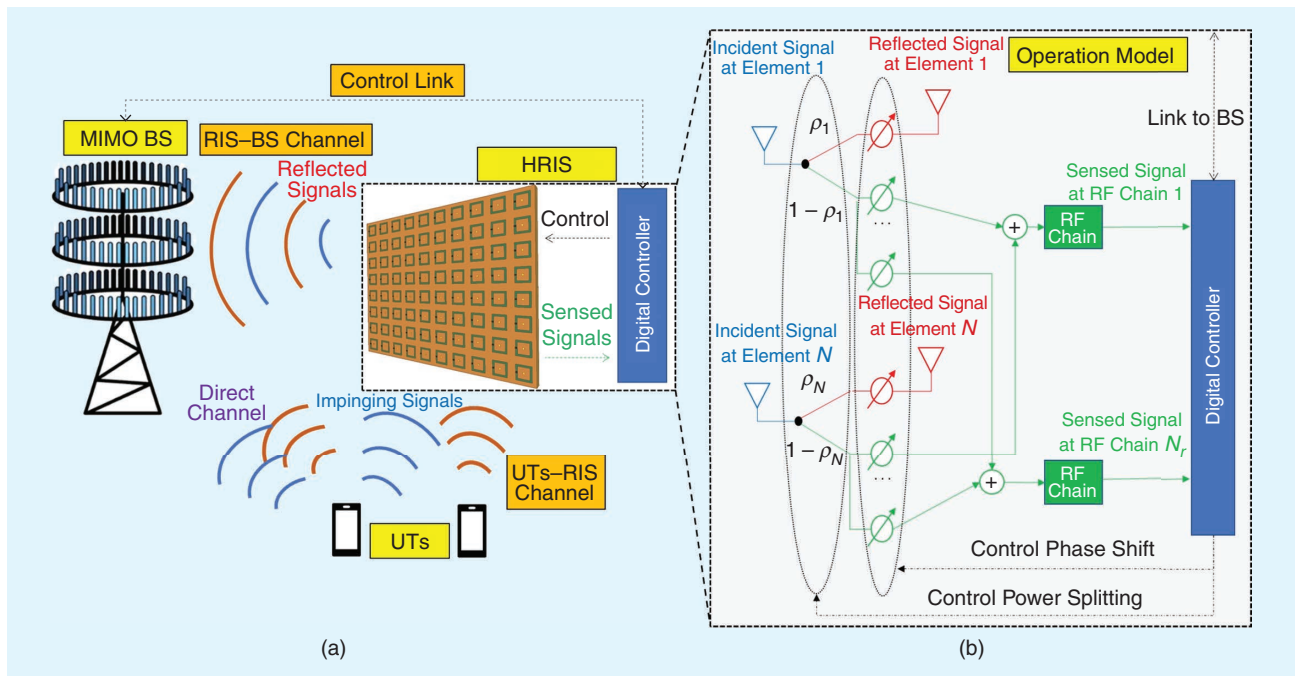 Control Link
MIMO BS
RIS–BS Channel
Reflected
Signals
HRIS
Control
Sensed
Signals
Digital Controller
Direct
Channel
Impinging Signals
UTs–RIS
Channel
UTs
(a)
Incident Signal
at Element 1
Reflected Signal
at Element 1
Operation Model
ρ1
1 – ρ1
...
Link to BS
Sensed Signal
at RF Chain 1
+
RF
Chain
Reflected Signal
at Element N
Incident Signal
at Element N
ρN
1 – ρN
...
+
Sensed Signal
at RF Chain Nr
RF
Chain
Digital Controller
Control Phase Shift
Control Power Splitting
(b)